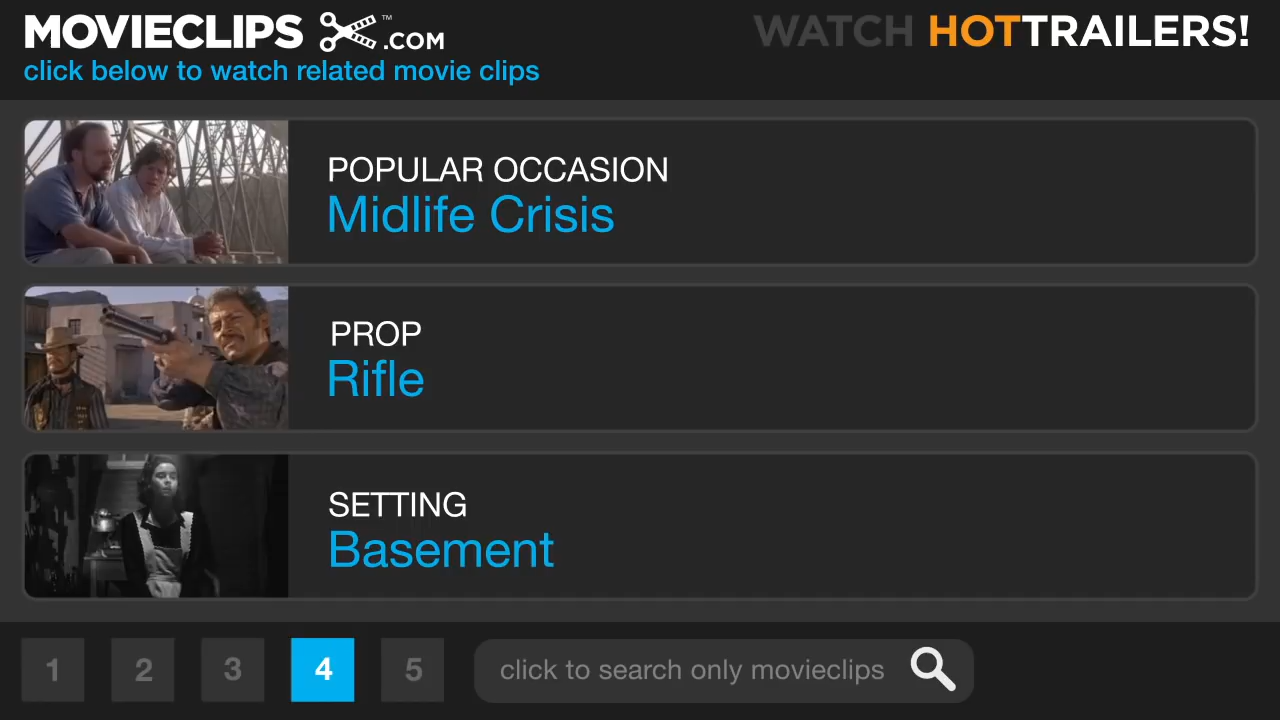 MOVIECLIPS ™ .COM
WATCH HOTTRAILERS!
click below to watch related movie clips
POPULAR OCCASION
Midlife Crisis
PROP
Rifle
SETTING
Basement
1 2 3 4 5
click to search only movieclips